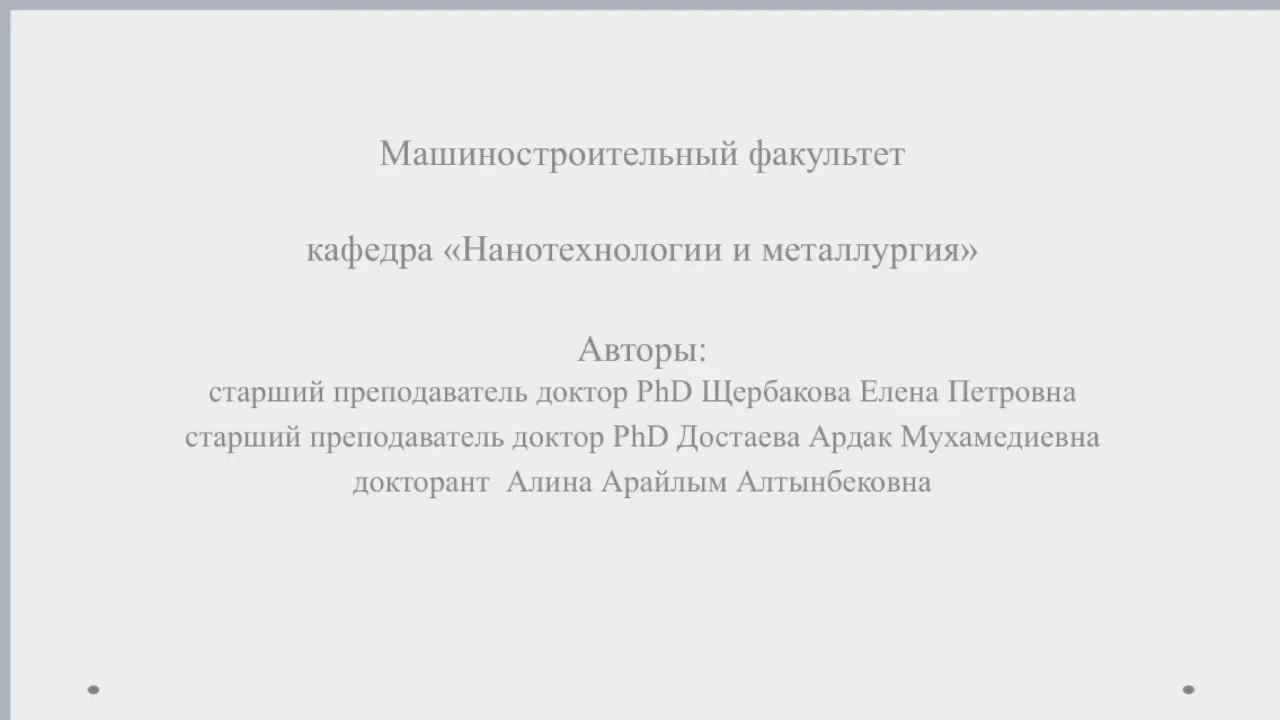 Машиностроительный факультет
кафедра «Нанотехнологии и металлургия»
Авторы:
старший преподаватель доктор PhD Щербакова Елена Петровна
старший преподаватель доктор PhD Достаева Ардак Мухамедиевна
докторант  Алина Арайлым Алтынбековна